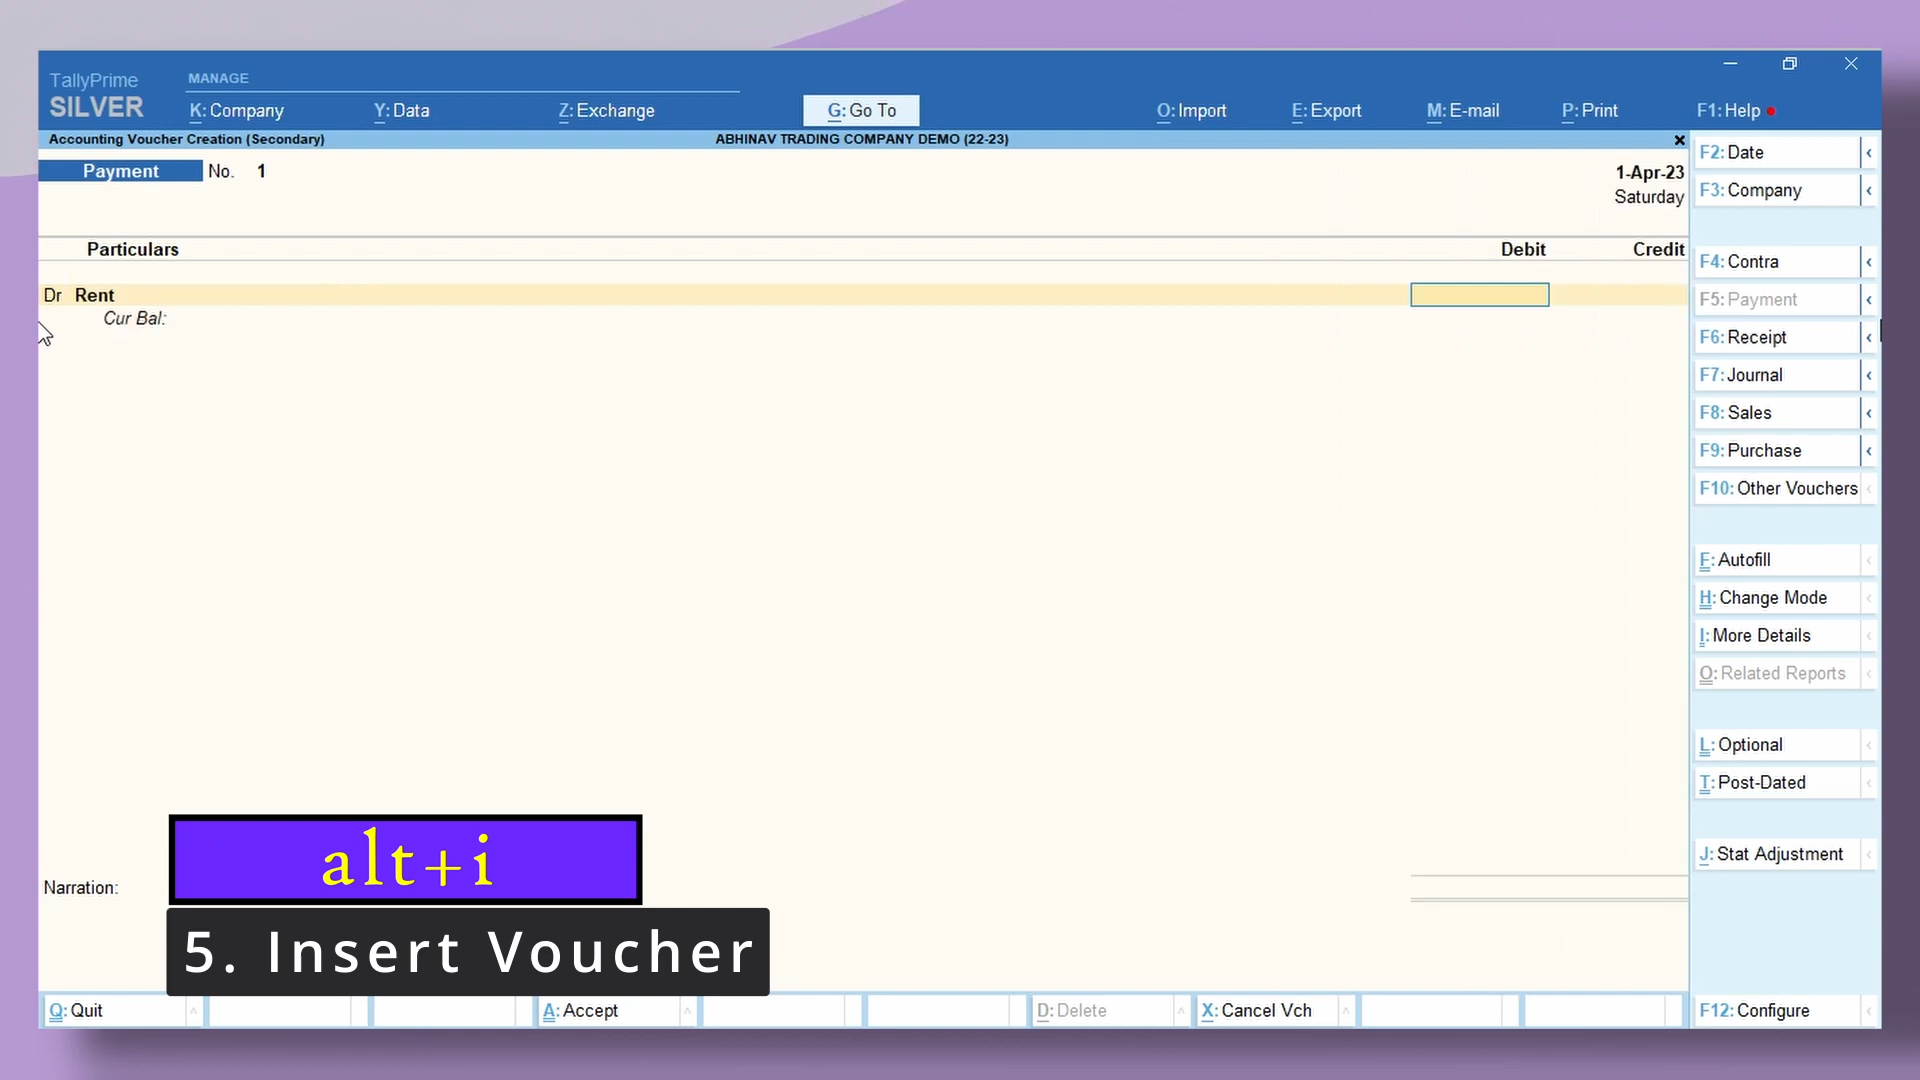 TallyPrime
SILVER
MANAGE
K: Company
Y: Data
Z: Exchange
G: Go To
O: Import
E: Export
M: E-mail
P: Print
F1: Help
Accounting Voucher Creation (Secondary)
ABHINAV TRADING COMPANY DEMO (22-23)
Payment No. 1
1-Apr-23
Saturday
Particulars Debit Credit
Dr Rent
Cur Bal:
F2: Date
F3: Company
F4: Contra
F5: Payment
F6: Receipt
F7: Journal
F8: Sales
F9: Purchase
F10: Other Vouchers
F: Autofill
H: Change Mode
I: More Details
O: Related Reports
L: Optional
T: Post-Dated
J: Stat Adjustment
alt+i
Narration:
5. Insert Voucher
Q: Quit
A: Accept
D: Delete
X: Cancel Vch
F12: Configure